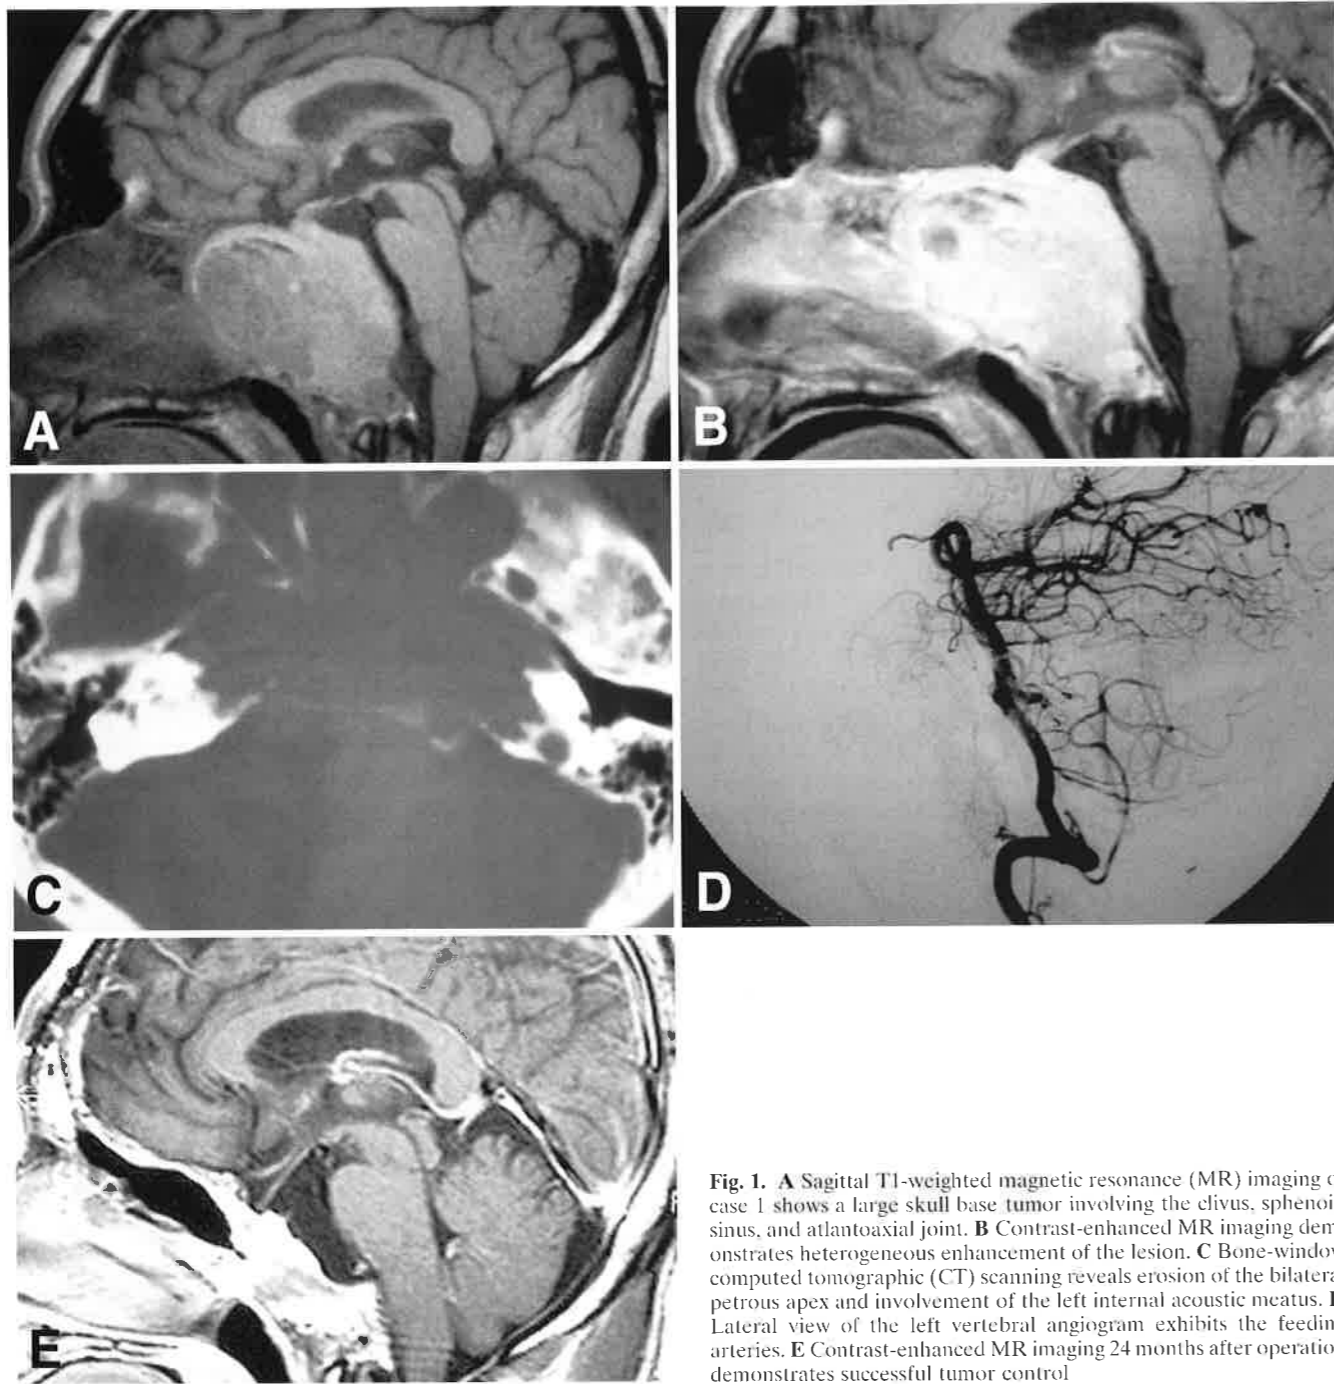 A
B
C
D
E
Fig. 1. A Sagittal T1-weighted magnetic resonance (MR) imaging
case 1 shows a large skull base tumor involving the clivus, sphenoi
sinus, and atlantoaxial joint. B Contrast-enhanced MR imaging dem
onstrates heterogeneous enhancement of the lesion. C Bone-window
computed tomographic (CT) scanning reveals erosion of the bilatera
petrous apex and involvement of the left internal acoustic meatus.
Lateral view of the left vertebral angiogram exhibits the feedin
arteries. E Contrast-enhanced MR imaging 24 months after operation
demonstrates successful tumor control